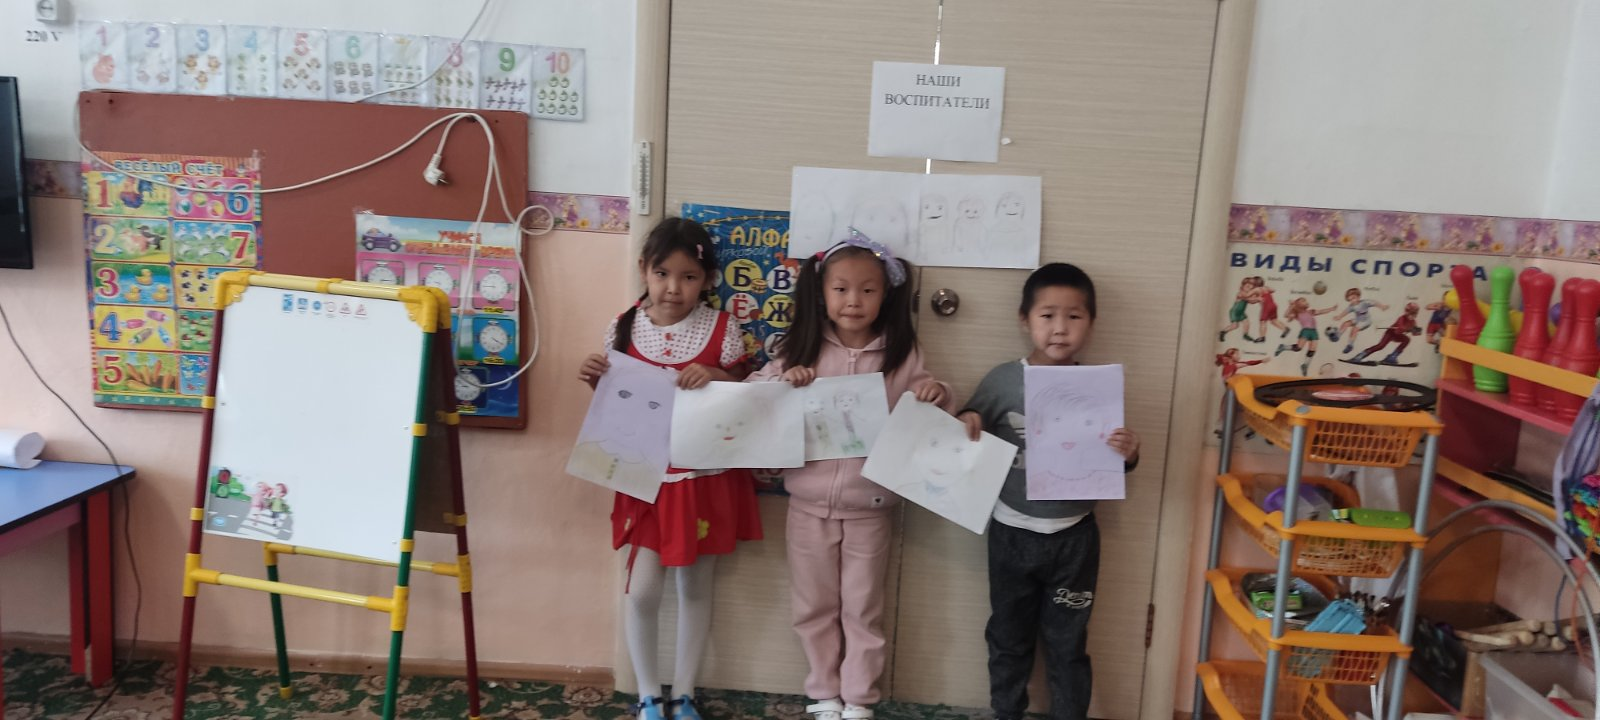 220 V
1 2 3 4 5 6 7 8 9 10
НАШИ
ВОСПИТАТЕЛИ
ВЕСЁЛЫЙ СЧЁТ
1 6
2 7
3
4
5
АЛФА
Б В
Ё Ж
ВИДЫ СПОРТА